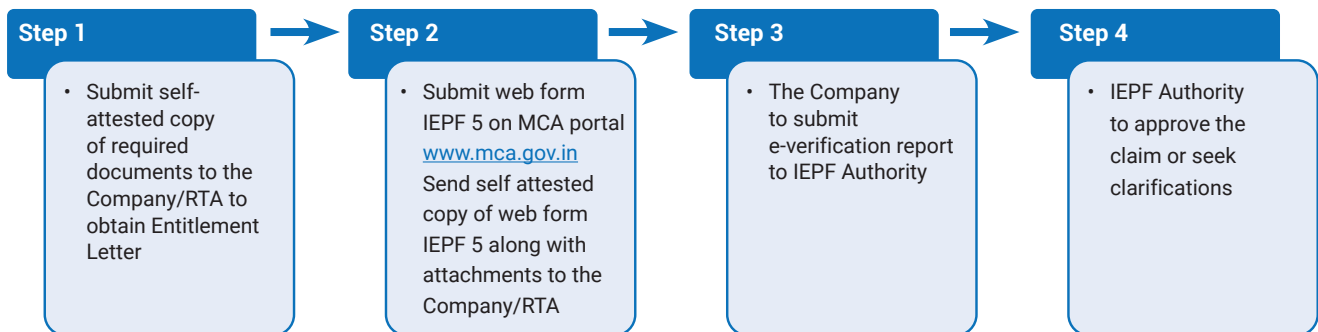 Step 1
• Submit self-
attested copy
of required
documents to the
Company/RTA to
obtain Entitlement
Letter
Step 2
• Submit web form
IEPF 5 on MCA portal
www.mca.gov.in
Send self attested
copy of web form
IEPF 5 along with
attachments to the
Company/RTA
Step 3
• The Company
to submit
e-verification report
to IEPF Authority
Step 4
• IEPF Authority
to approve the
claim or seek
clarifications